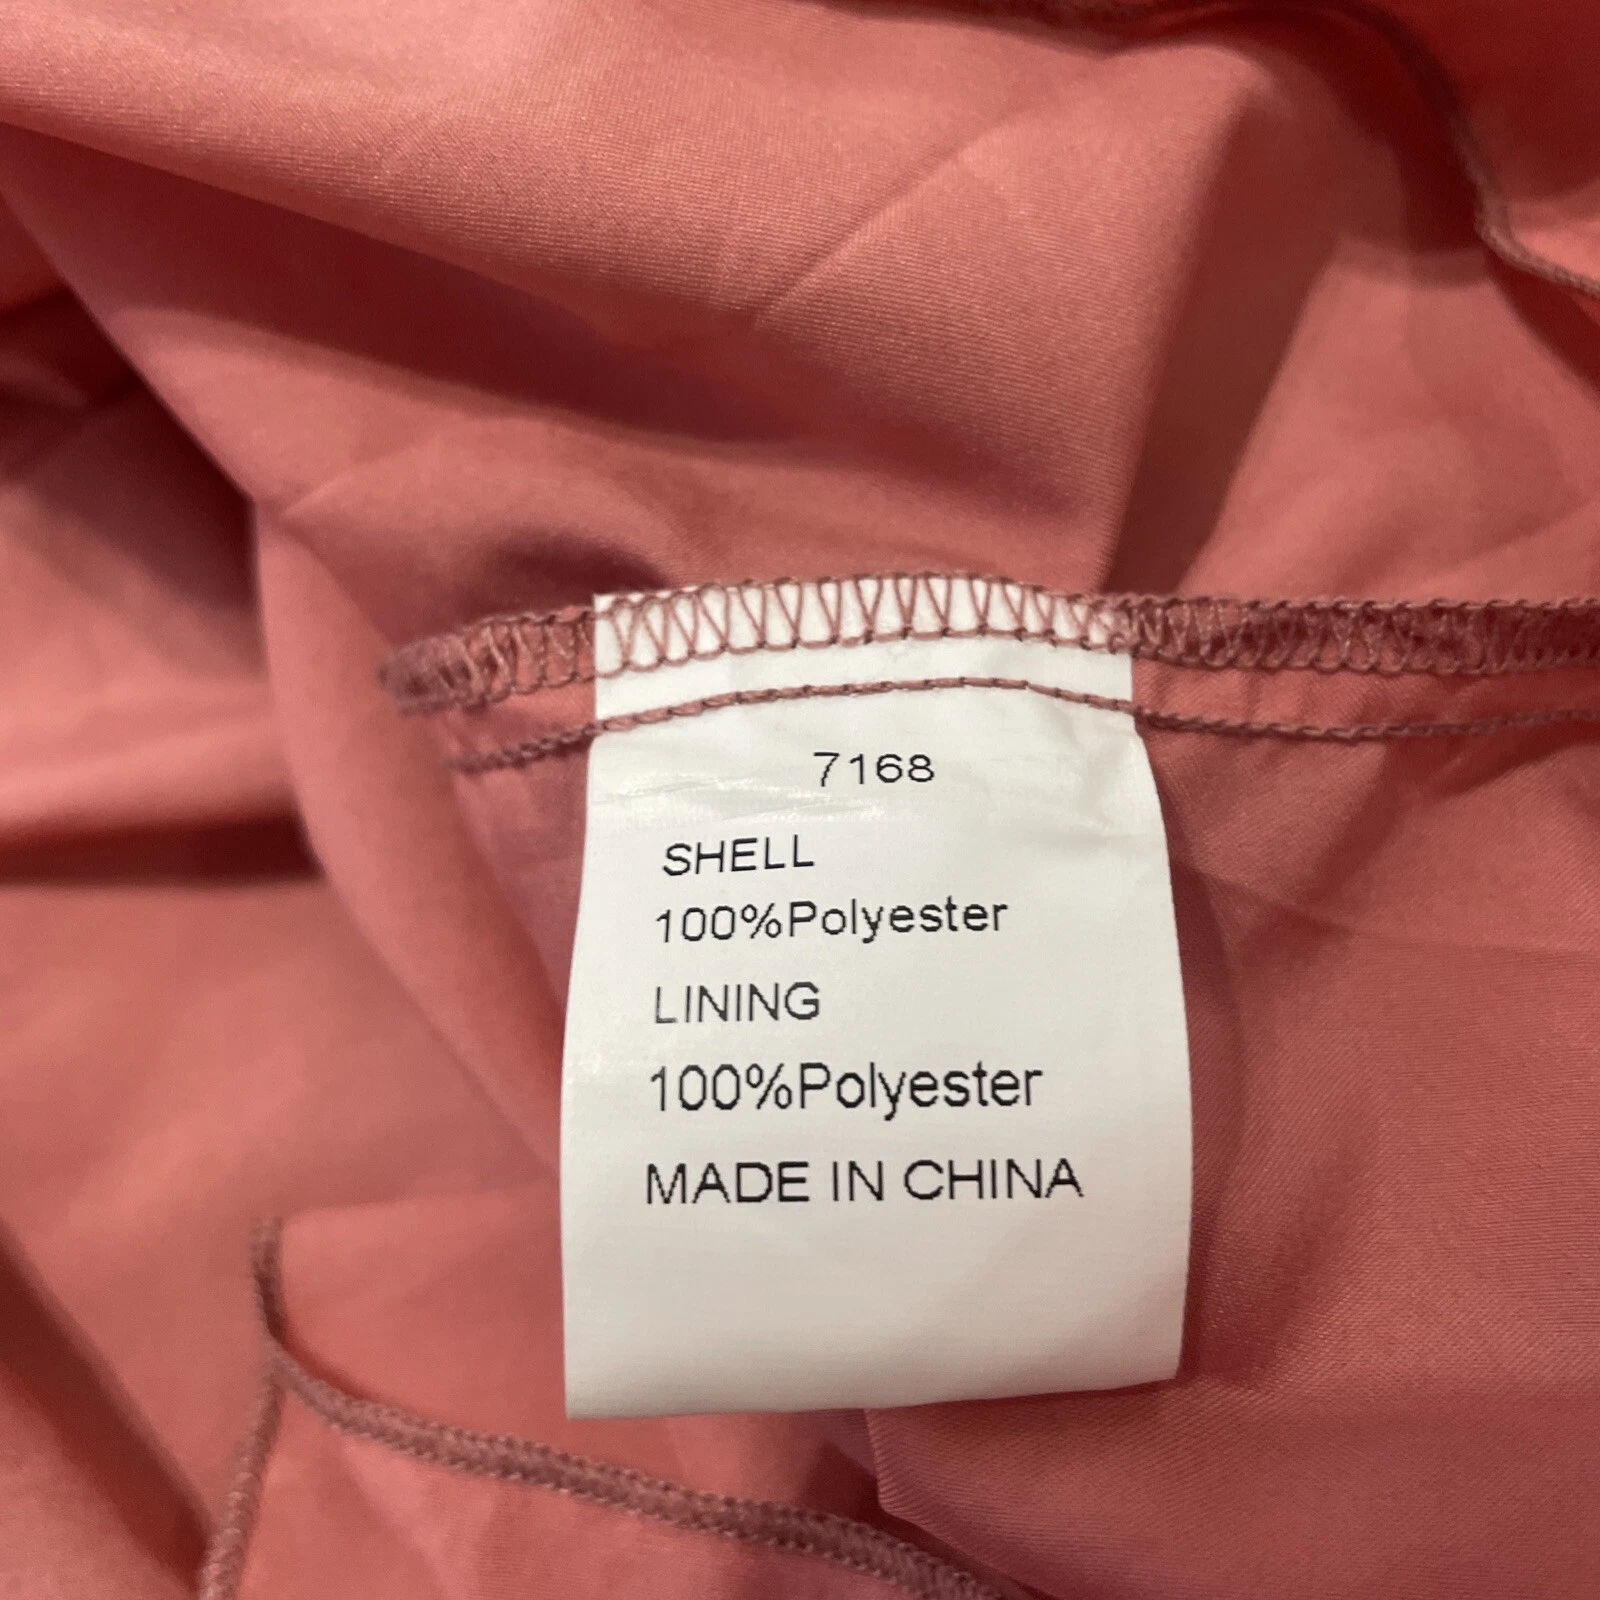 7168
SHELL
100%Polyester
LINING
100%Polyester
MADE IN CHINA